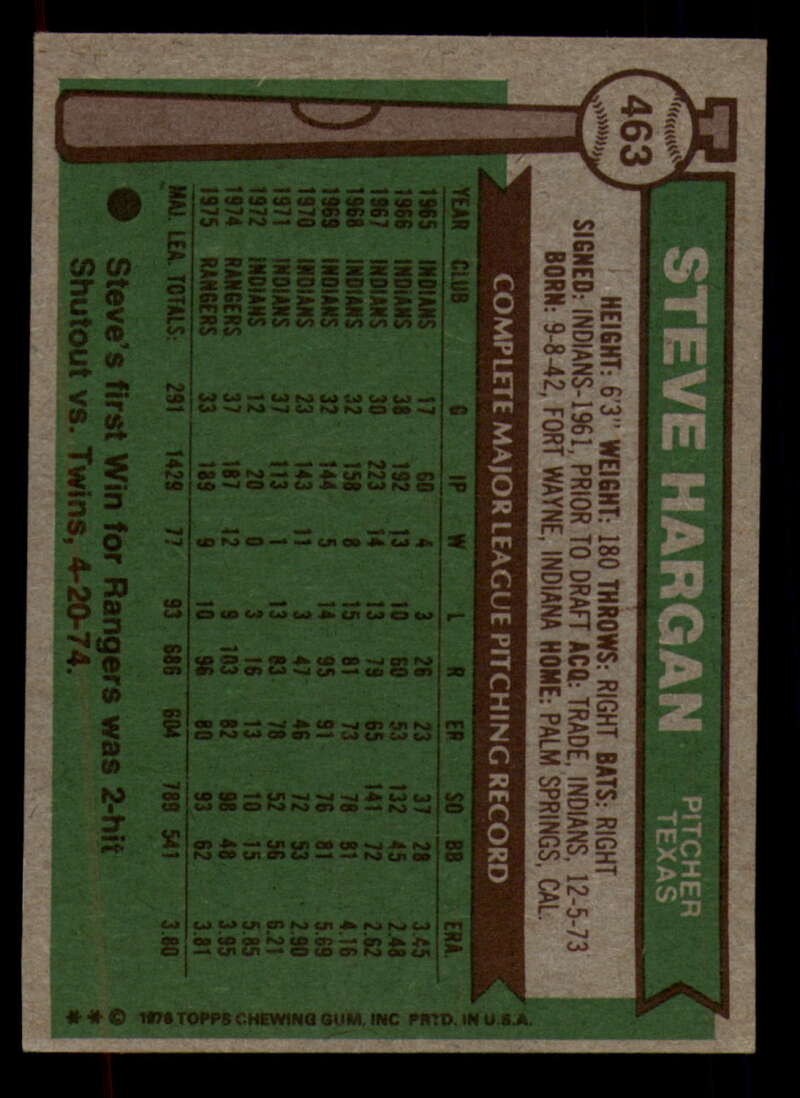 463
STEVE HARGAN
PITCHER
TEXAS
HEIGHT: 6'3" WEIGHT: 180 THROWS: RIGHT BATS: RIGHT
SIGNED: INDIANS-1961, PRIOR TO DRAFT ACQ: TRADE, INDIANS, 12-5-73
BORN: 9-8-42, FORT WAYNE, INDIANA HOME: PALM SPRINGS, CAL.
COMPLETE MAJOR LEAGUE PITCHING RECORD
YEAR CLUB G IP W L R ER SO BB ERA
1965 INDIANS 17 60 4 3 26 23 37 28 3.45
1966 INDIANS 38 192 13 10 60 53 132 45 2.48
1967 INDIANS 30 223 14 13 79 65 141 72 2.62
1968 INDIANS 32 158 8 15 81 73 78 81 4.16
1969 INDIANS 32 144 5 14 95 91 76 81 5.69
1970 INDIANS 23 143 11 3 47 46 72 53 2.90
1971 INDIANS 37 113 1 13 83 78 52 56 6.21
1972 INDIANS 12 20 0 3 16 13 10 15 5.85
1974 RANGERS 37 187 12 9 103 82 98 48 3.95
1975 RANGERS 33 189 9 10 96 80 93 62 3.81
MAJ. LEA. TOTALS: 291 1429 77 93 686 604 789 541 3.80
Steve's first Win for Rangers was 2-hit
Shutout vs. Twins, 4-20-74.
* * © 1976 TOPPS CHEWING GUM, INC PRTD. IN U.S.A.